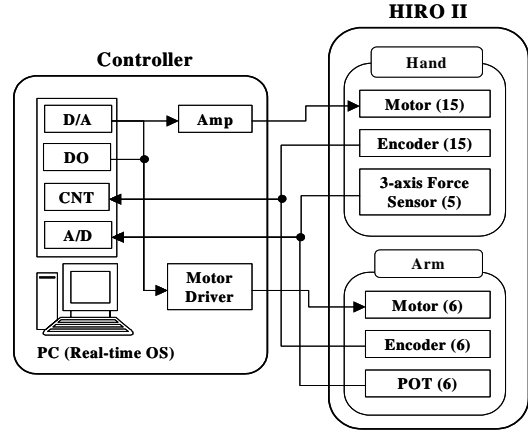 HIRO II
Controller
Hand
D/A
Amp
Motor (15)
DO
Encoder (15)
CNT
3-axis Force
Sensor (5)
A/D
Arm
Motor
Driver
Motor (6)
Encoder (6)
PC (Real-time OS)
POT (6)